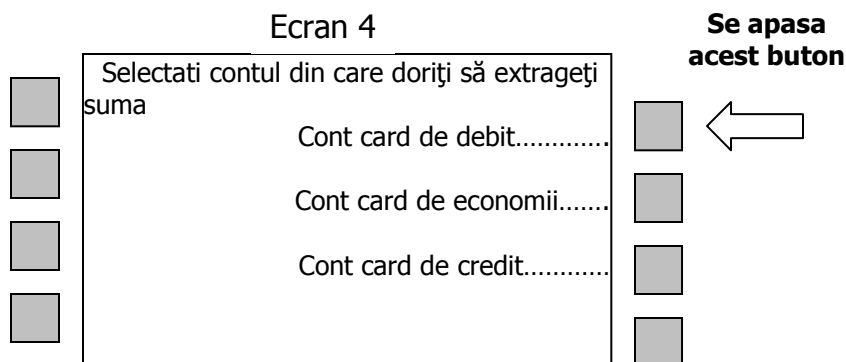 Ecran 4
Se apasa
acest buton
Selectati contul din care doriţi să extrageţi
suma
Cont card de debit.............
Cont card de economii.......
Cont card de credit............